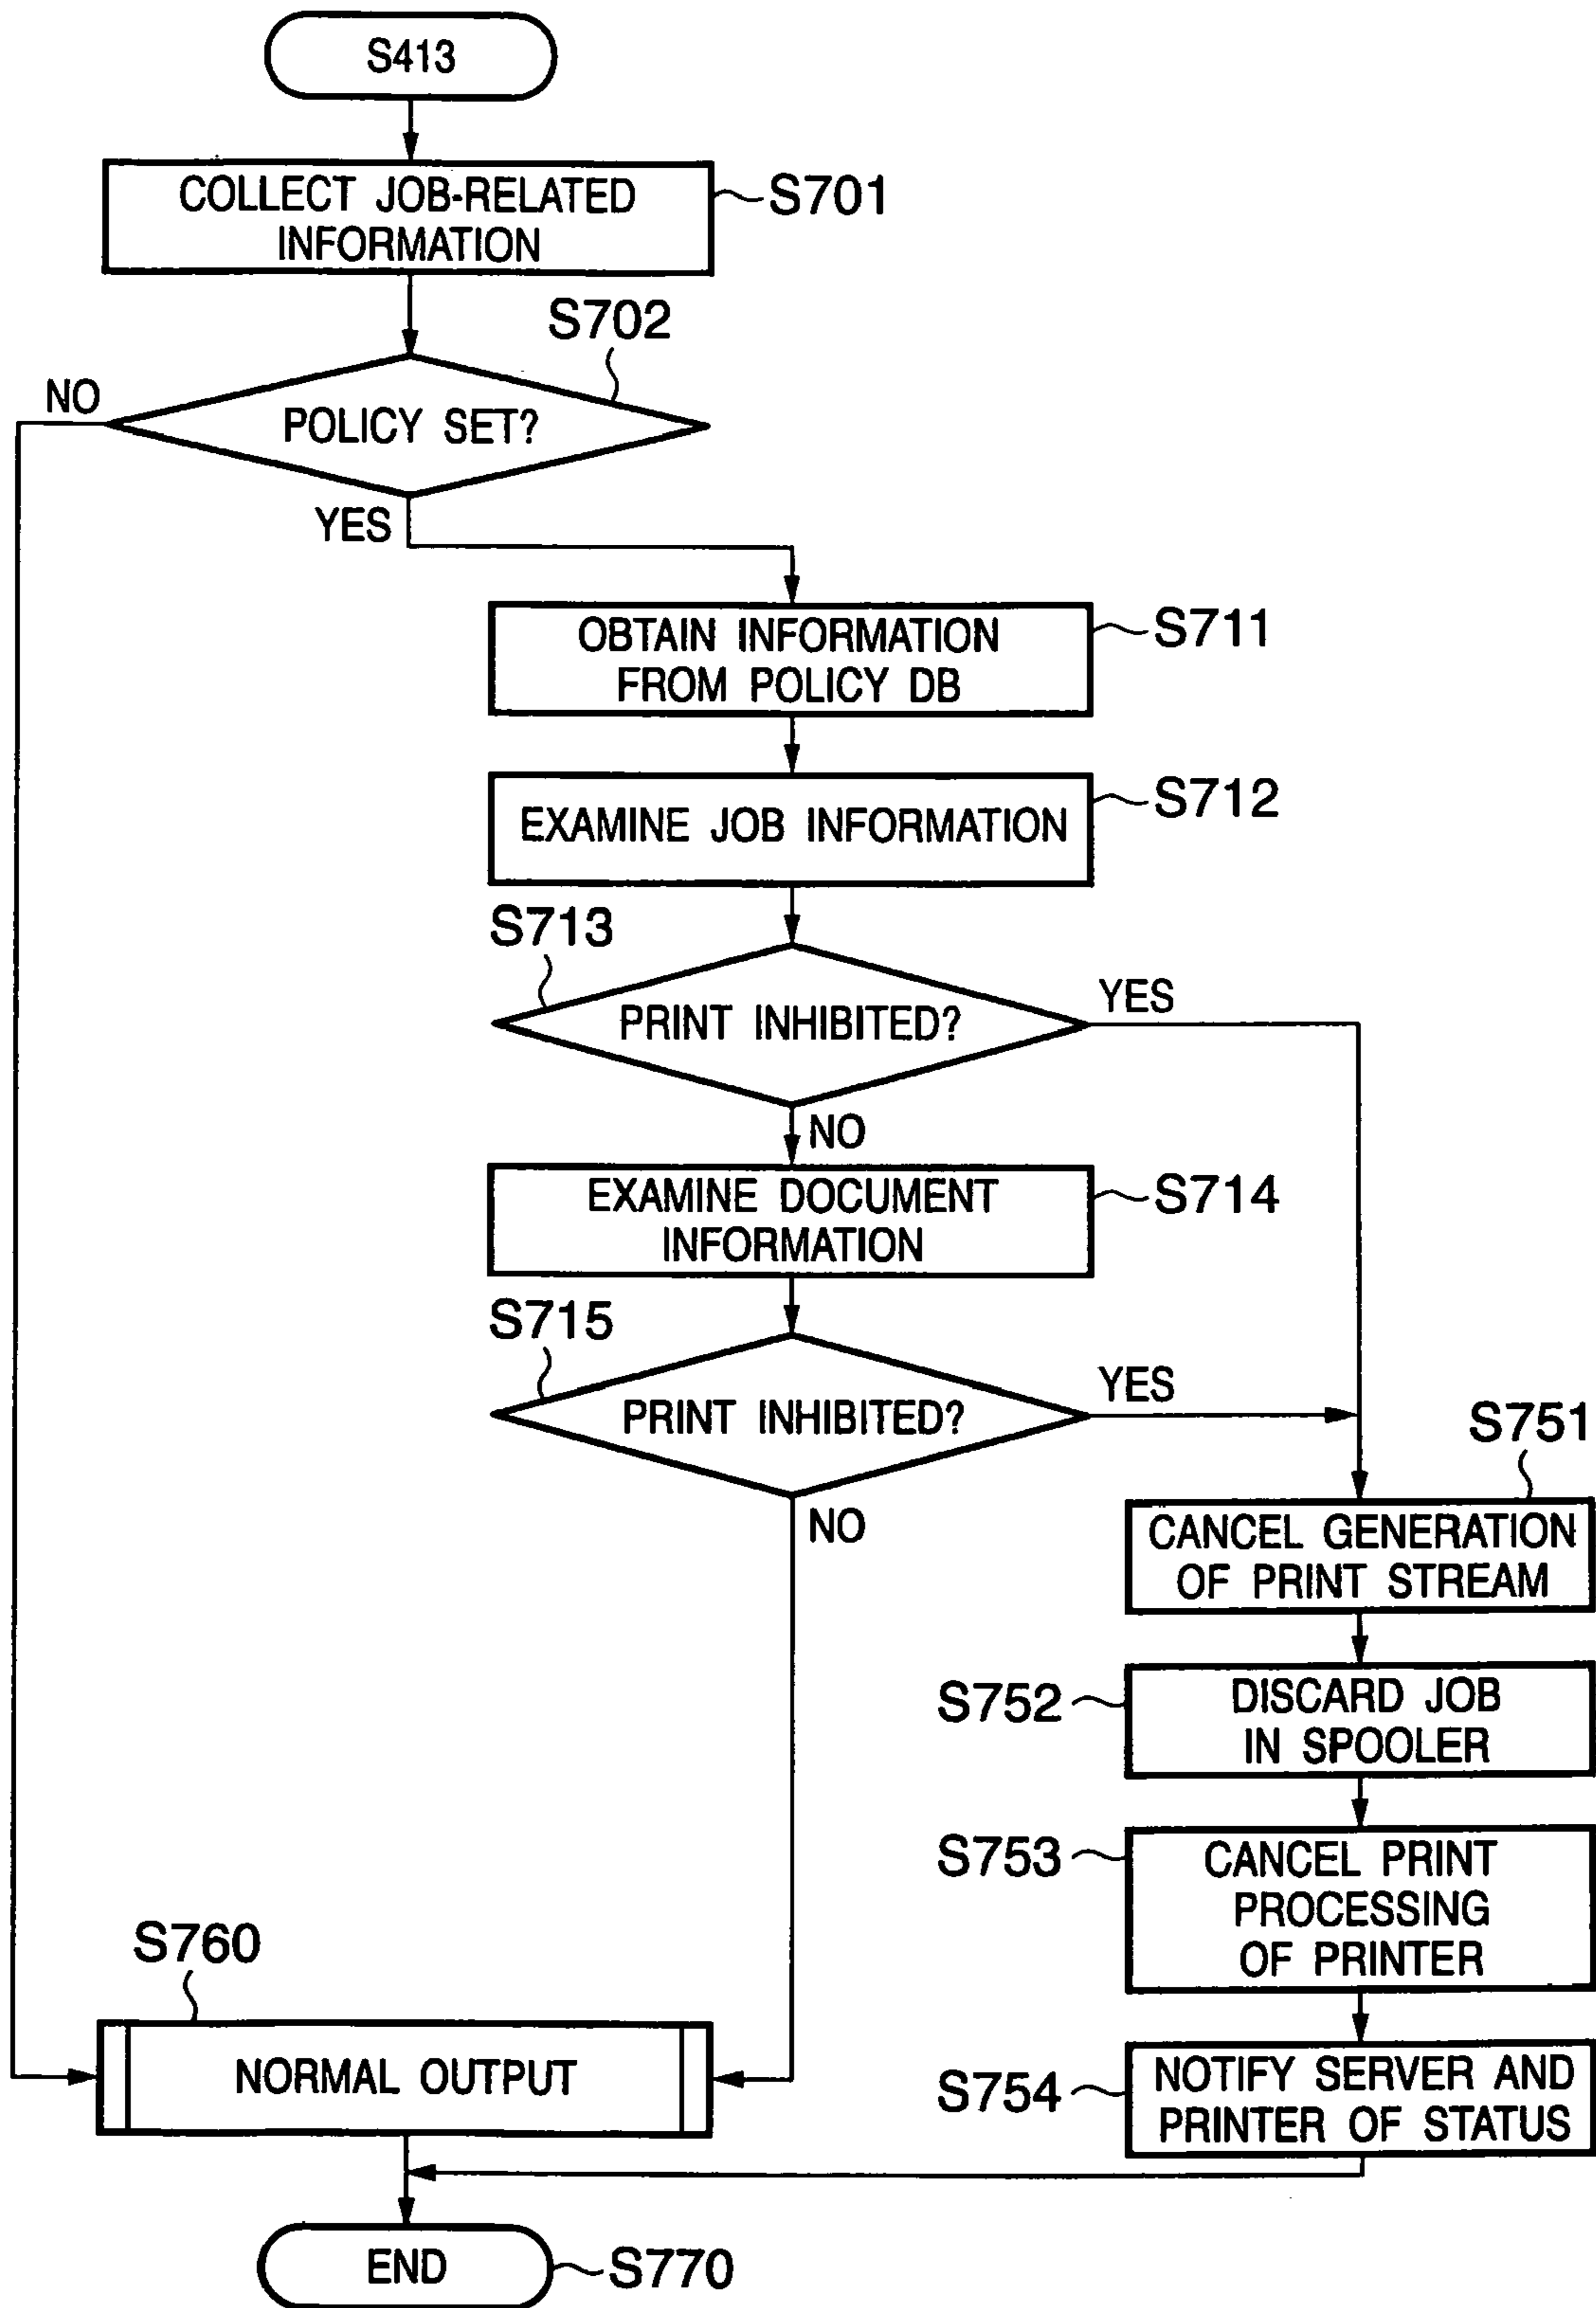 S413
COLLECT JOB-RELATED
INFORMATION
S701
S702
NO
POLICY SET?
YES
OBTAIN INFORMATION
FROM POLICY DB
S711
EXAMINE JOB INFORMATION
S712
S713
PRINT INHIBITED?
YES
NO
EXAMINE DOCUMENT
INFORMATION
S714
S715
PRINT INHIBITED?
YES
NO
S751
CANCEL GENERATION
OF PRINT STREAM
S752
DISCARD JOB
IN SPOOLER
S753
CANCEL PRINT
PROCESSING
OF PRINTER
S760
NORMAL OUTPUT
S754
NOTIFY SERVER AND
PRINTER OF STATUS
END
S770